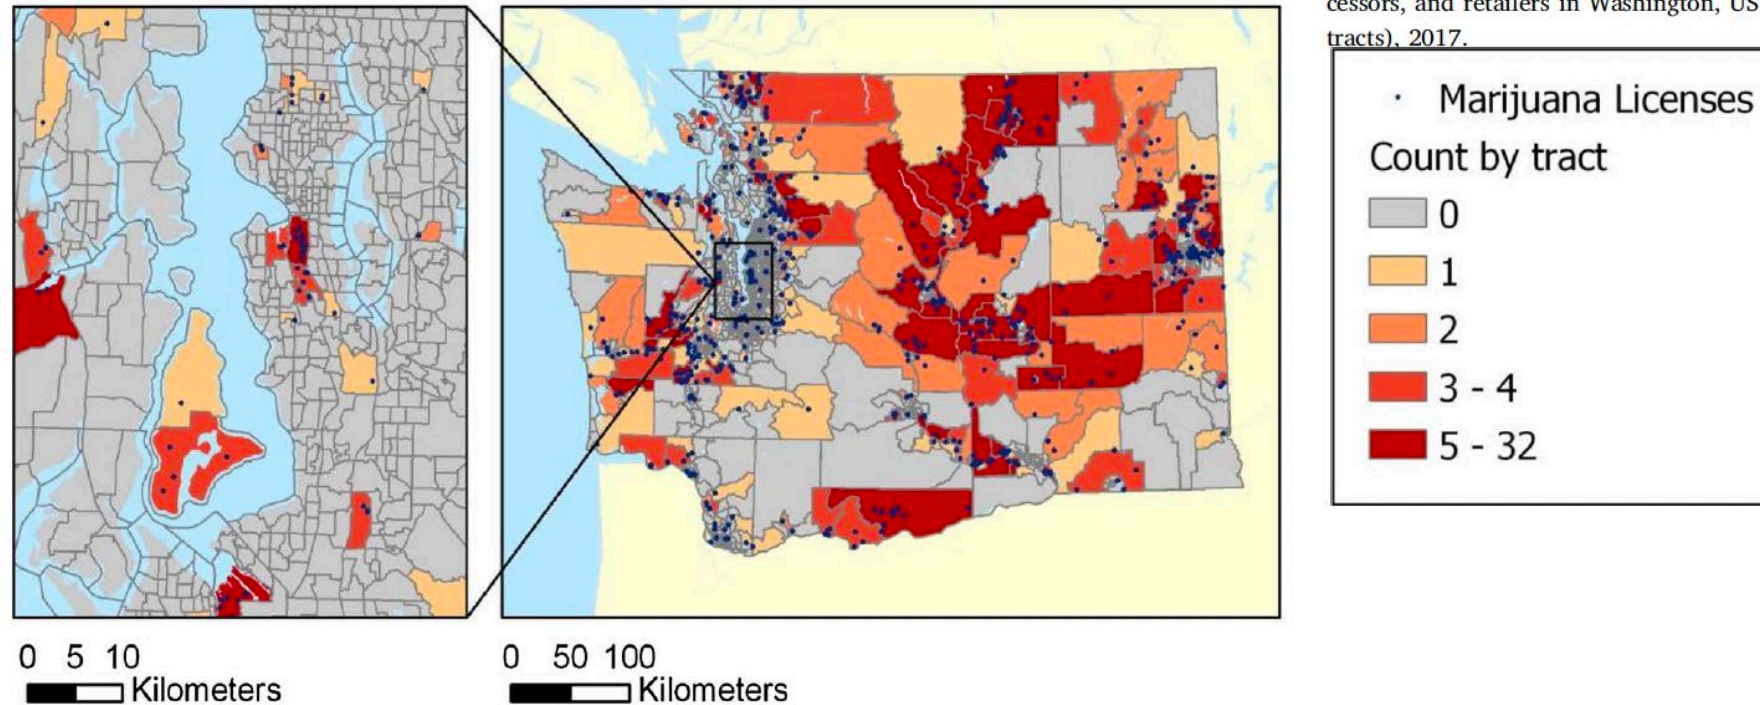 cessors, and retailers in Washington, US
tracts), 2017.
Marijuana Licenses
Count by tract
0
1
2
3 - 4
5 - 32
0 5 10
Kilometers
0 50 100
Kilometers